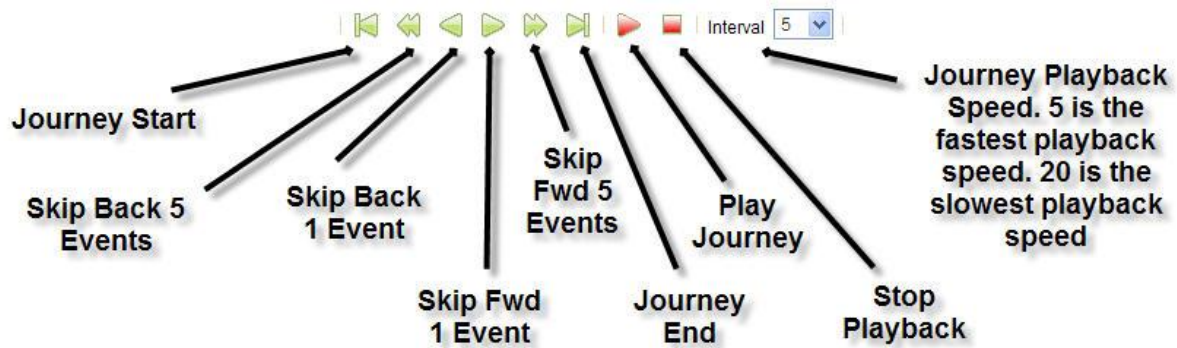 Interval 5
Journey Start
Skip Back 5
Events
Skip Back
1 Event
Skip Fwd
1 Event
Skip
Fwd 5
Events
Journey
End
Play
Journey
Stop
Playback
Journey Playback
Speed. 5 is the
fastest playback
speed. 20 is the
slowest playback
speed